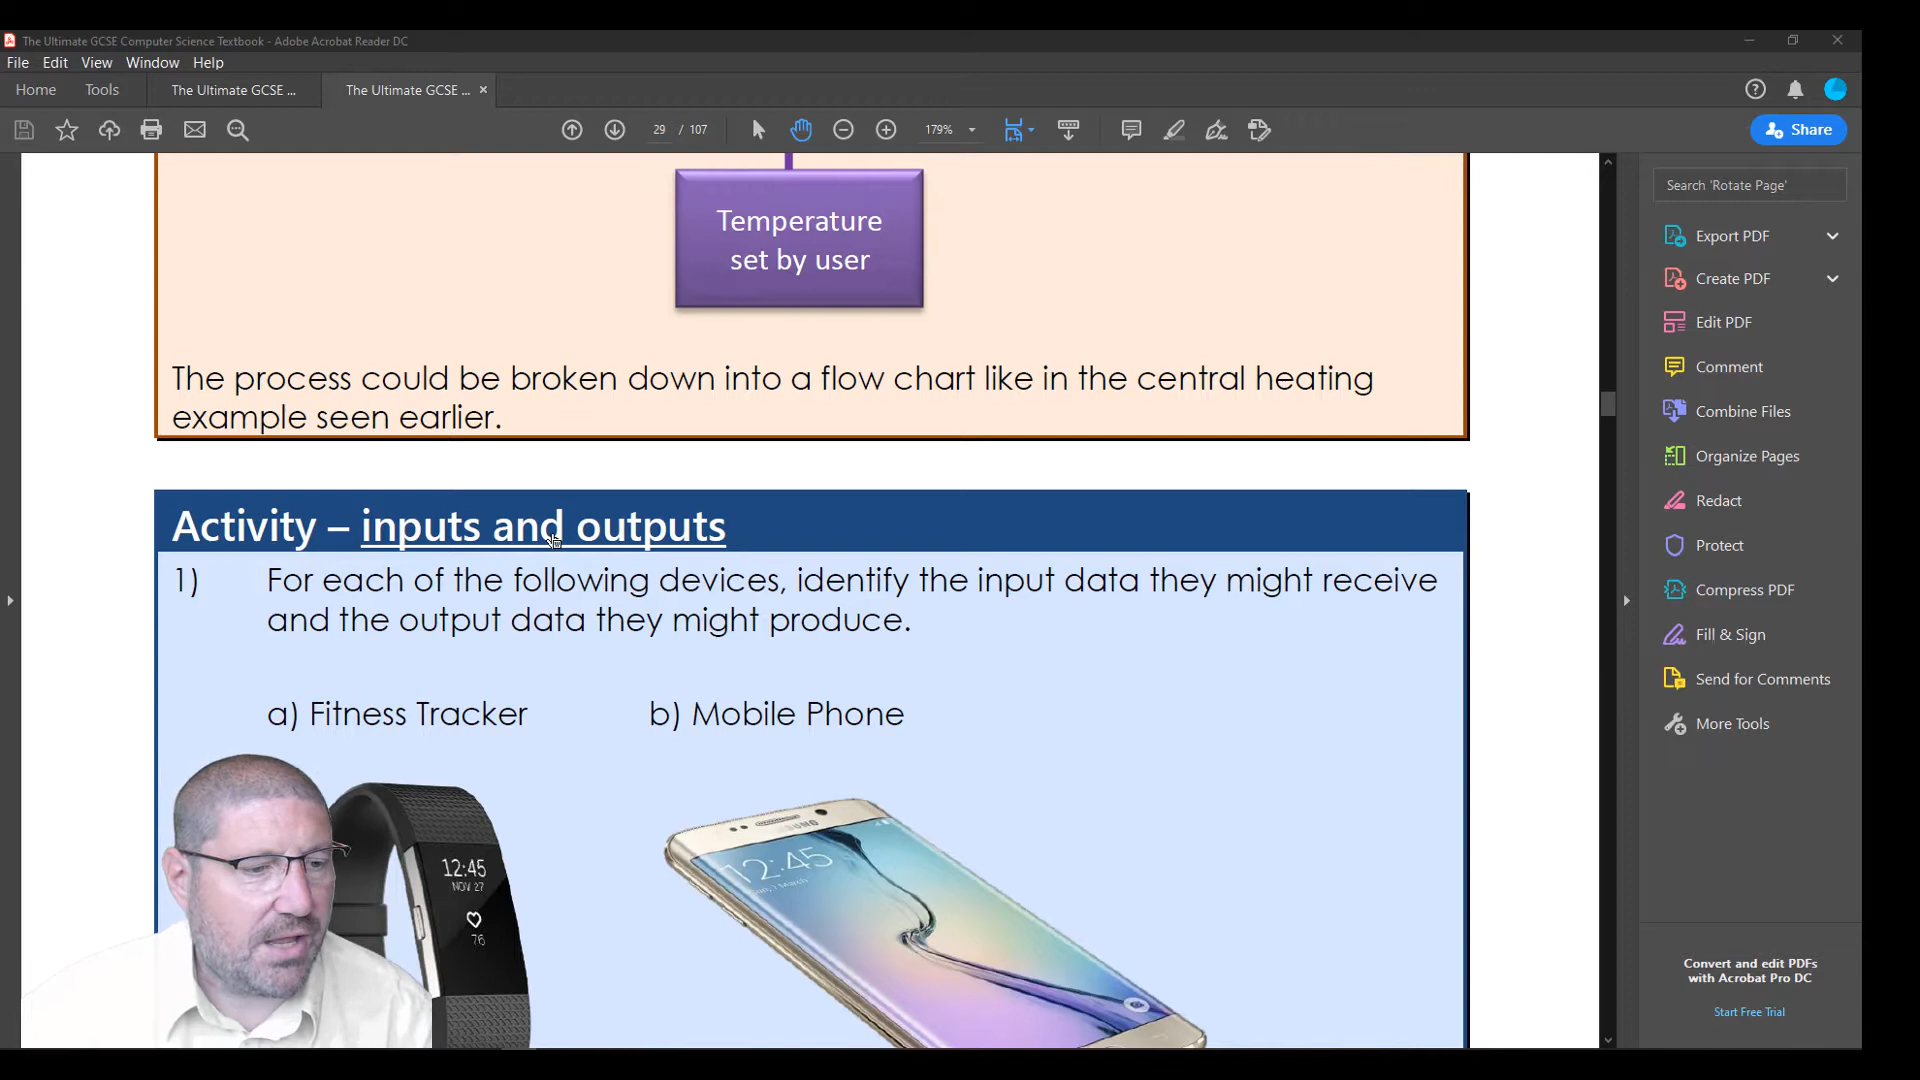 The Ultimate GCSE Computer Science Textbook - Adobe Acrobat Reader DC
File Edit View Window Help
Home Tools The Ultimate GCSE ... The Ultimate GCSE ...
29 / 107 179% Share
Search 'Rotate Page'
Export PDF
Create PDF
Edit PDF
Comment
Combine Files
Organize Pages
Redact
Protect
Compress PDF
Fill & Sign
Send for Comments
More Tools
Convert and edit PDFs
with Acrobat Pro DC
Start Free Trial
Temperature
set by user
The process could be broken down into a flow chart like in the central heating
example seen earlier.
Activity – inputs and outputs
1) For each of the following devices, identify the input data they might receive
and the output data they might produce.
a) Fitness Tracker b) Mobile Phone
12:45
NOV 27
76
SAMSUNG
12:45